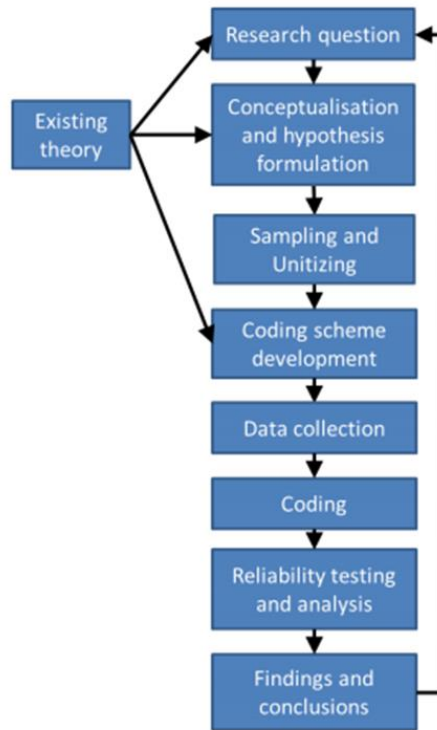 Research question
Existing
theory
Conceptualisation
and hypothesis
formulation
Sampling and
Unitizing
Coding scheme
development
Data collection
Coding
Reliability testing
and analysis
Findings and
conclusions